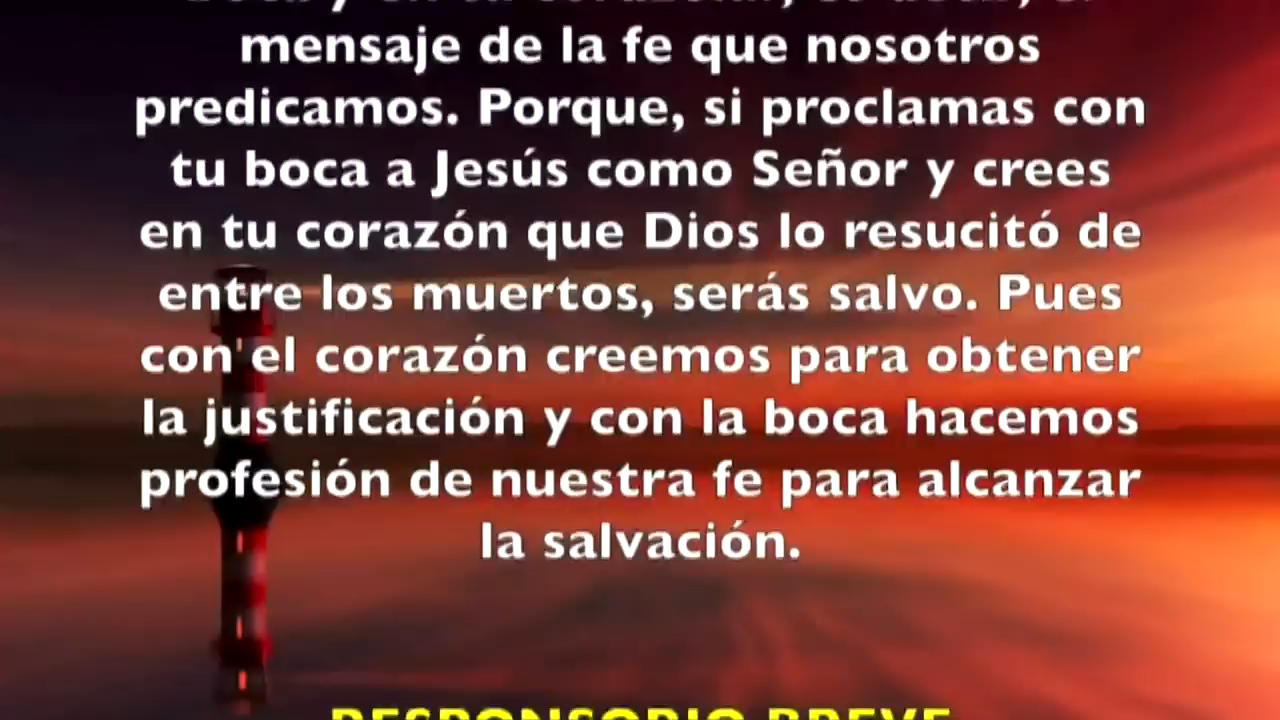 mensaje de la fe que nosotros
predicamos. Porque, si proclamas con
tu boca a Jesús como Señor y crees
en tu corazón que Dios lo resucitó de
entre los muertos, serás salvo. Pues
con el corazón creemos para obtener
la justificación y con la boca hacemos
profesión de nuestra fe para alcanzar
la salvación.
RESPONSORIO BREVE